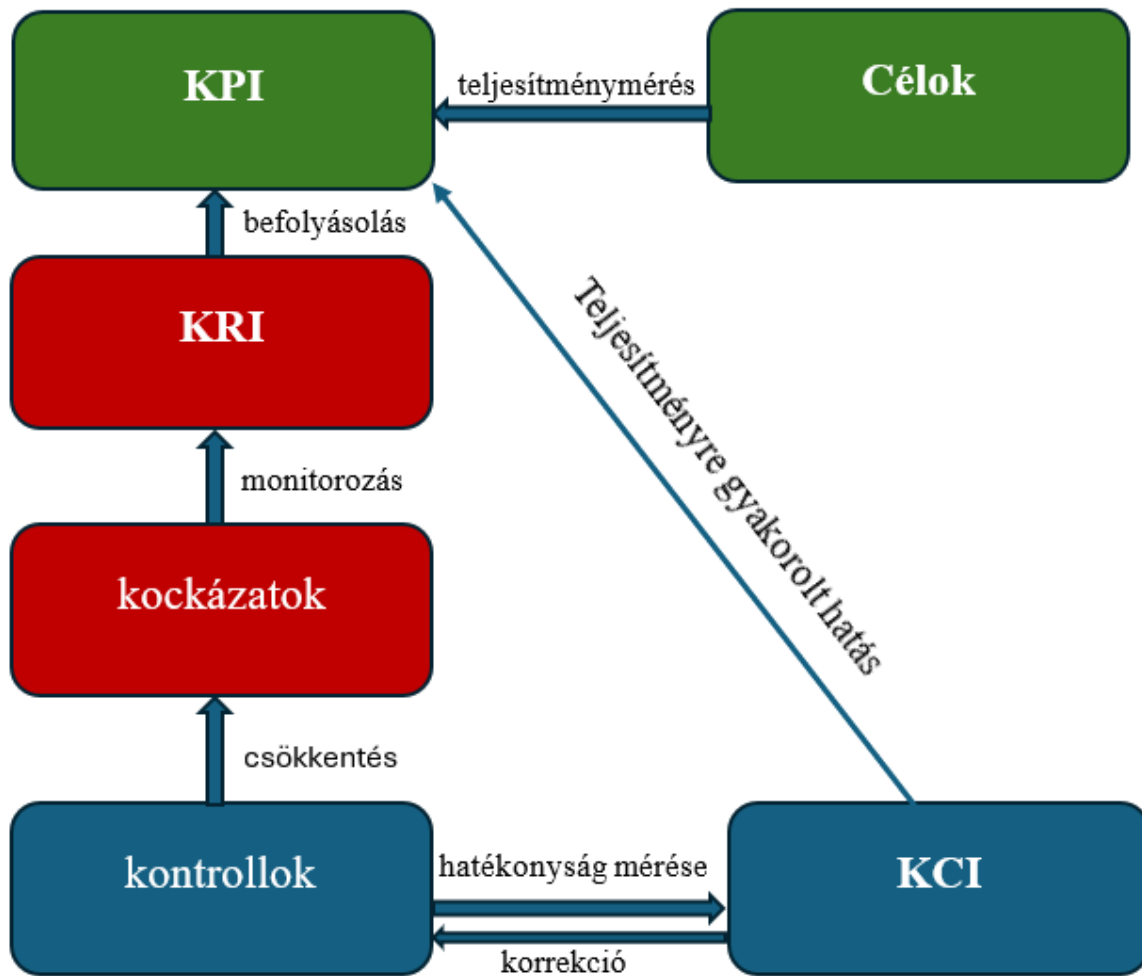 KPI
teljesítménymérés
Célok
befolyásolás
KRI
Teljesítményre gyakorolt hatás
monitorozás
kockázatok
csökkentés
kontrollok
hatékonyság mérése
KCI
korrekció